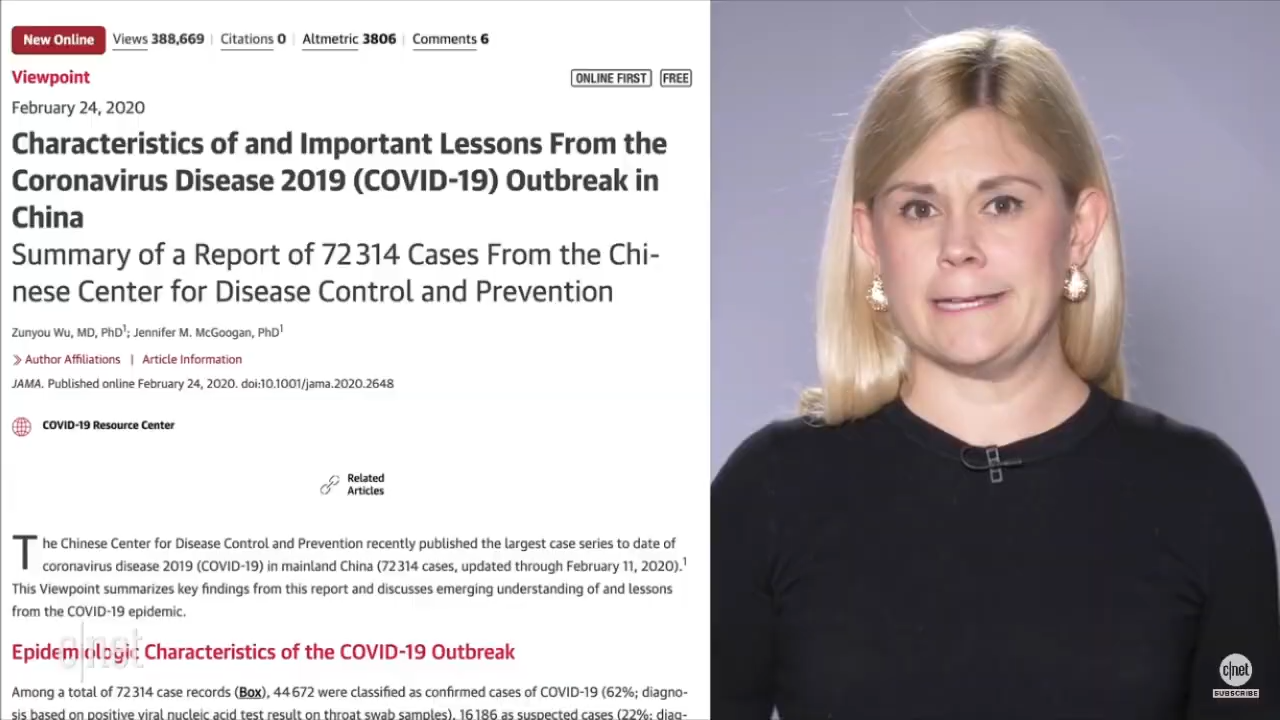 New Online Views 388,669 | Citations 0 | Altmetric 3806 | Comments 6
Viewpoint ONLINE FIRST FREE
February 24, 2020
Characteristics of and Important Lessons From the
Coronavirus Disease 2019 (COVID-19) Outbreak in
China
Summary of a Report of 72 314 Cases From the Chi-
nese Center for Disease Control and Prevention
Zunyou Wu, MD, PhD1; Jennifer M. McGoogan, PhD1
Author Affiliations | Article Information
JAMA. Published online February 24, 2020. doi:10.1001/jama.2020.2648
COVID-19 Resource Center
Related
Articles
The Chinese Center for Disease Control and Prevention recently published the largest case series to date of
coronavirus disease 2019 (COVID-19) in mainland China (72 314 cases, updated through February 11, 2020).1
This Viewpoint summarizes key findings from this report and discusses emerging understanding of and lessons
from the COVID-19 epidemic.
c|net
Epidemiologic Characteristics of the COVID-19 Outbreak
Among a total of 72 314 case records (Box), 44 672 were classified as confirmed cases of COVID-19 (62%; diagno-
sis based on positive viral nucleic acid test result on throat swab samples), 16 186 as suspected cases (22%; diag-
c|net
SUBSCRIBE